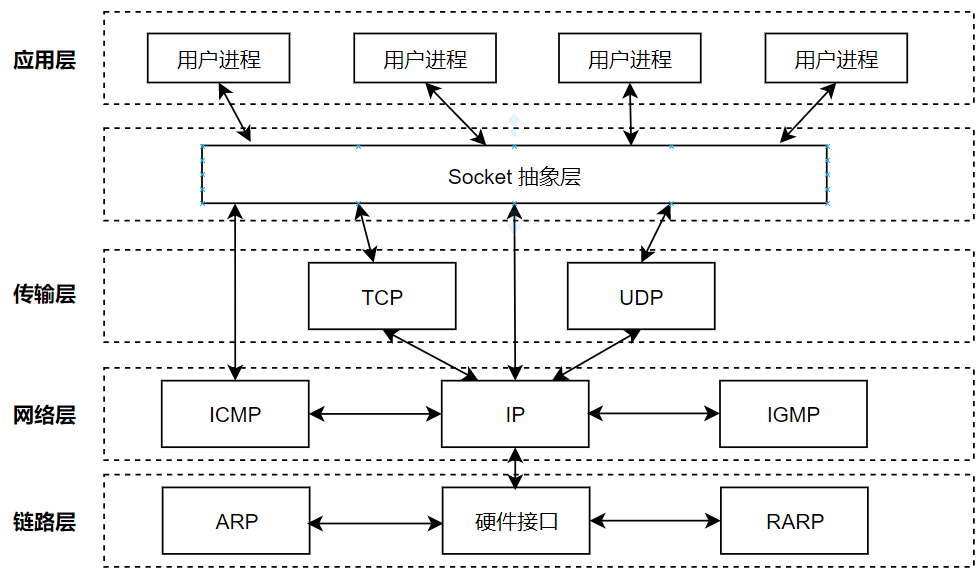 应用层
用户进程
用户进程
用户进程
用户进程
Socket 抽象层
传输层
TCP
UDP
网络层
ICMP
IP
IGMP
链路层
ARP
硬件接口
RARP